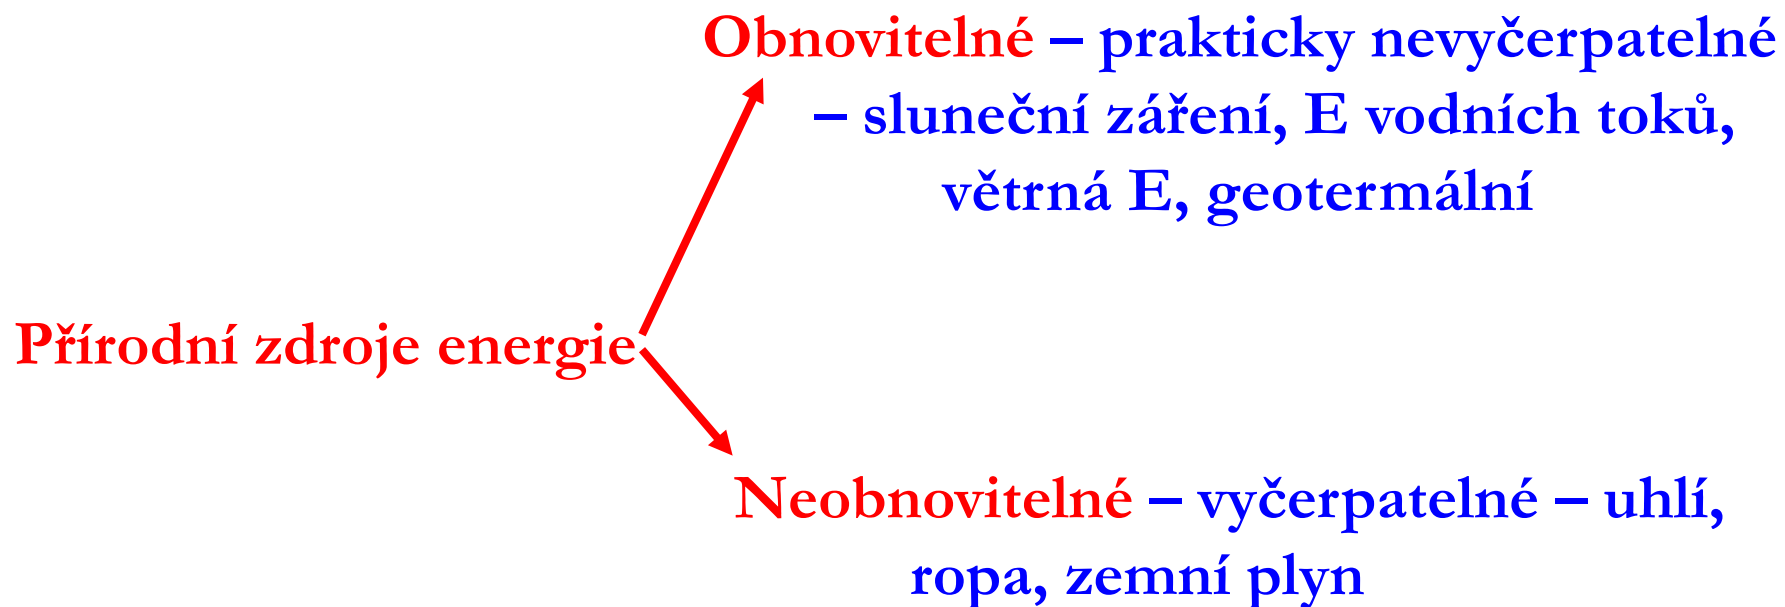 Obnovitelné – prakticky nevyčerpatelné
– sluneční záření, E vodních toků,
větrná E, geotermální
Přírodní zdroje energie
Neobnovitelné – vyčerpatelné – uhlí,
ropa, zemní plyn